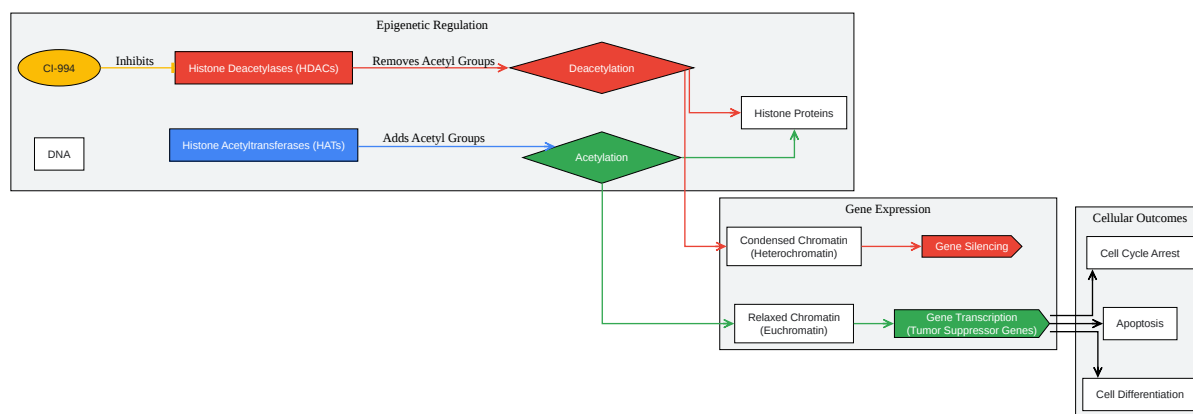 Epigenetic Regulation
CI-994
Inhibits
Histone Deacetylases (HDACs)
Removes Acetyl Groups
Deacetylation
Histone Proteins
DNA
Histone Acetyltransferases (HATs)
Adds Acetyl Groups
Acetylation
Gene Expression
Condensed Chromatin
(Heterochromatin)
Gene Silencing
Relaxed Chromatin
(Euchromatin)
Gene Transcription
(Tumor Suppressor Genes)
Cellular Outcomes
Cell Cycle Arrest
Apoptosis
Cell Differentiation